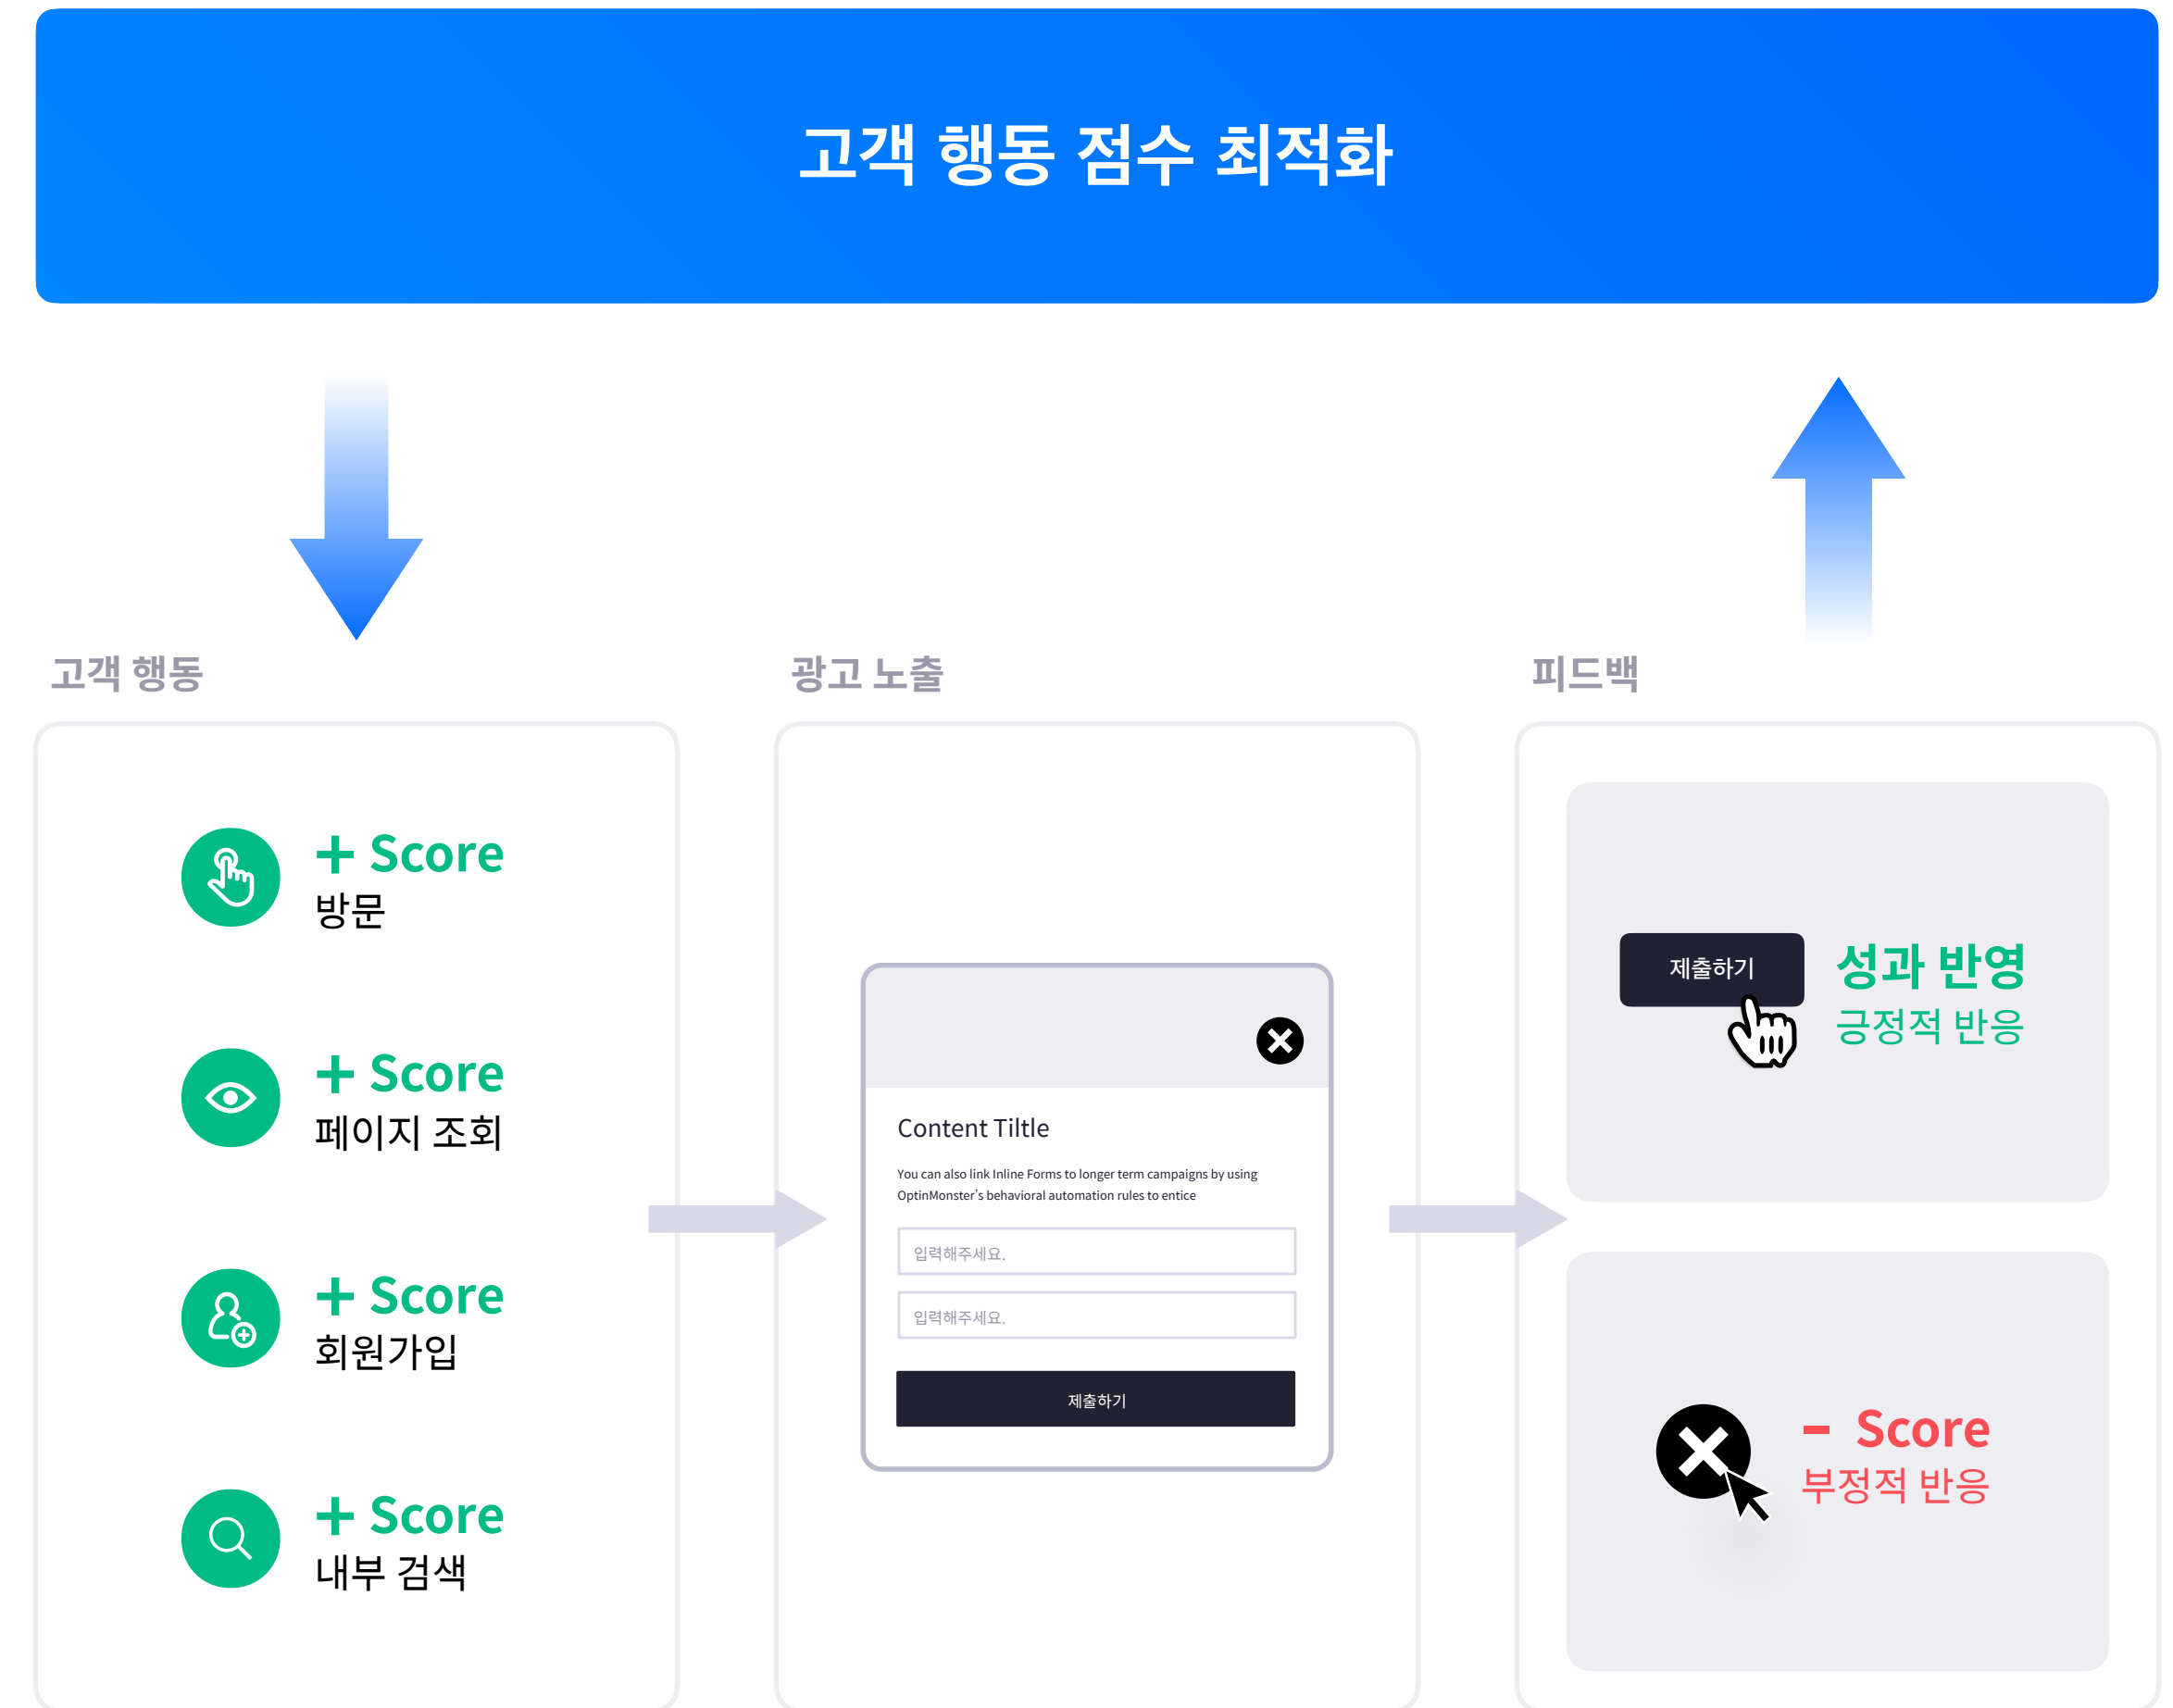 고객 행동 점수 최적화
고객 행동
+ Score
방문
+ Score
페이지 조회
+ Score
회원가입
+ Score
내부 검색
광고 노출
Content Tiltle
You can also link Inline Forms to longer term campaigns by using
OptinMonster's behavioral automation rules to entice
입력해주세요.
입력해주세요.
제출하기
피드백
제출하기
성과 반영
긍정적 반응
- Score
부정적 반응